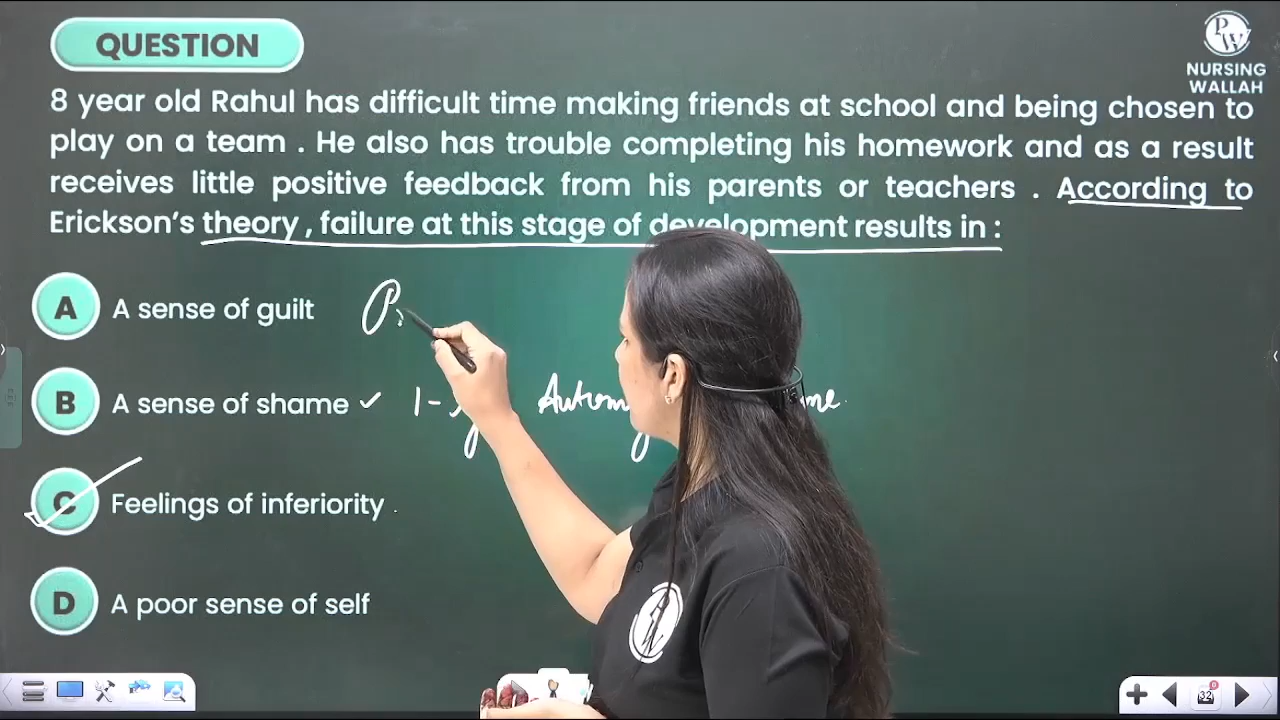 QUESTION
PW
NURSING
WALLAH
8 year old Rahul has difficult time making friends at school and being chosen to
play on a team . He also has trouble completing his homework and as a result
receives little positive feedback from his parents or teachers . According to
Erickson's theory , failure at this stage of development results in :
A A sense of guilt
B A sense of shame
C Feelings of inferiority
D A poor sense of self
32